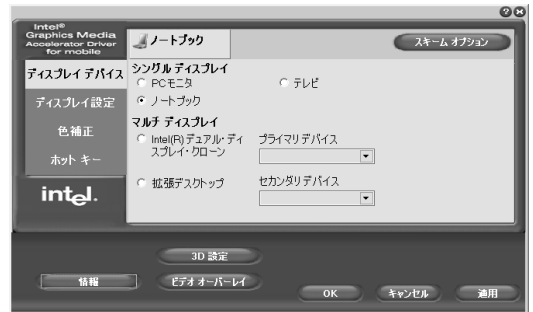 Intel®
Graphics Media
Accelerator Driver
for mobile
ノートブック
スキーム オプション
ディスプレイ デバイス
ディスプレイ設定
色補正
ホット キー
intel.
シングル ディスプレイ
PCモニタ
テレビ
ノートブック
マルチ ディスプレイ
Intel(R) デュアル・ディ
スプレイ・クローン
プライマリ デバイス
拡張デスクトップ
セカンダリ デバイス
3D 設定
情報
ビデオ オーバーレイ
OK
キャンセル
適用